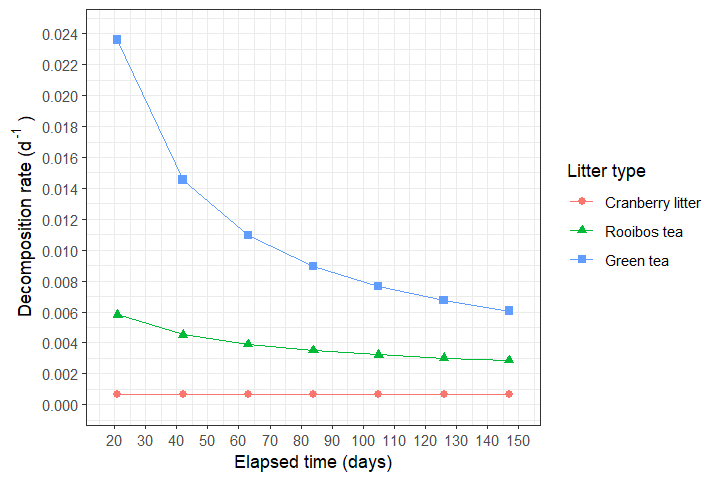 0.024
0.022
0.020
0.018
0.016
0.014
0.012
0.010
0.008
0.006
0.004
0.002
0.000
Decomposition rate (d⁻¹ )
20 30 40 50 60 70 80 90 100 110 120 130 140 150
Elapsed time (days)
Litter type
Cranberry litter
Rooibos tea
Green tea